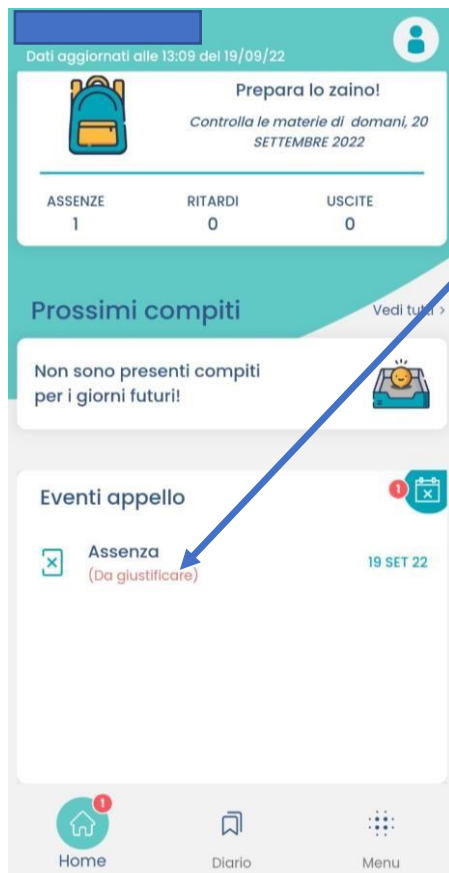 Dati aggiornati alle 13:09 del 19/09/22
Prepara lo zaino!
Controlla le materie di domani, 20
SETTEMBRE 2022
ASSENZE RITARDI USCITE
1 0 0
Prossimi compiti Vedi tutti >
Non sono presenti compiti
per i giorni futuri!
Eventi appello 1
Assenza 19 SET 22
(Da giustificare)
1
Home Diario Menu